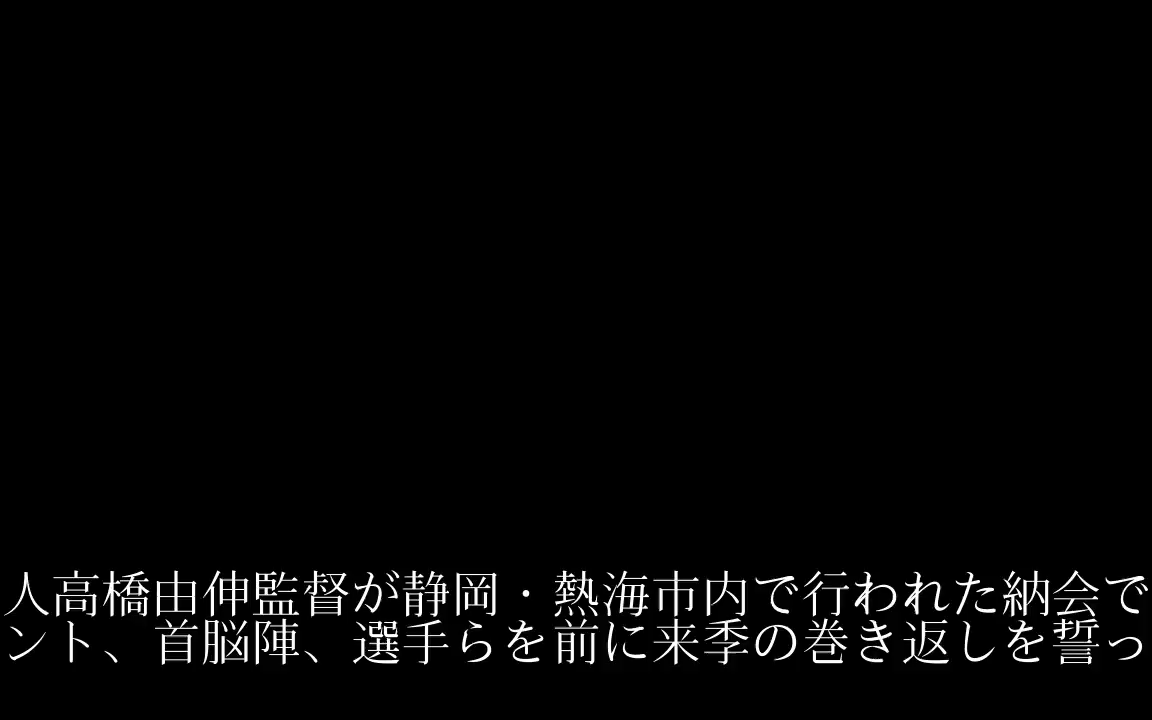 人高橋由伸監督が静岡・熱海市内で行われた納会で
ント、首脳陣、選手らを前に来季の巻き返しを誓っ